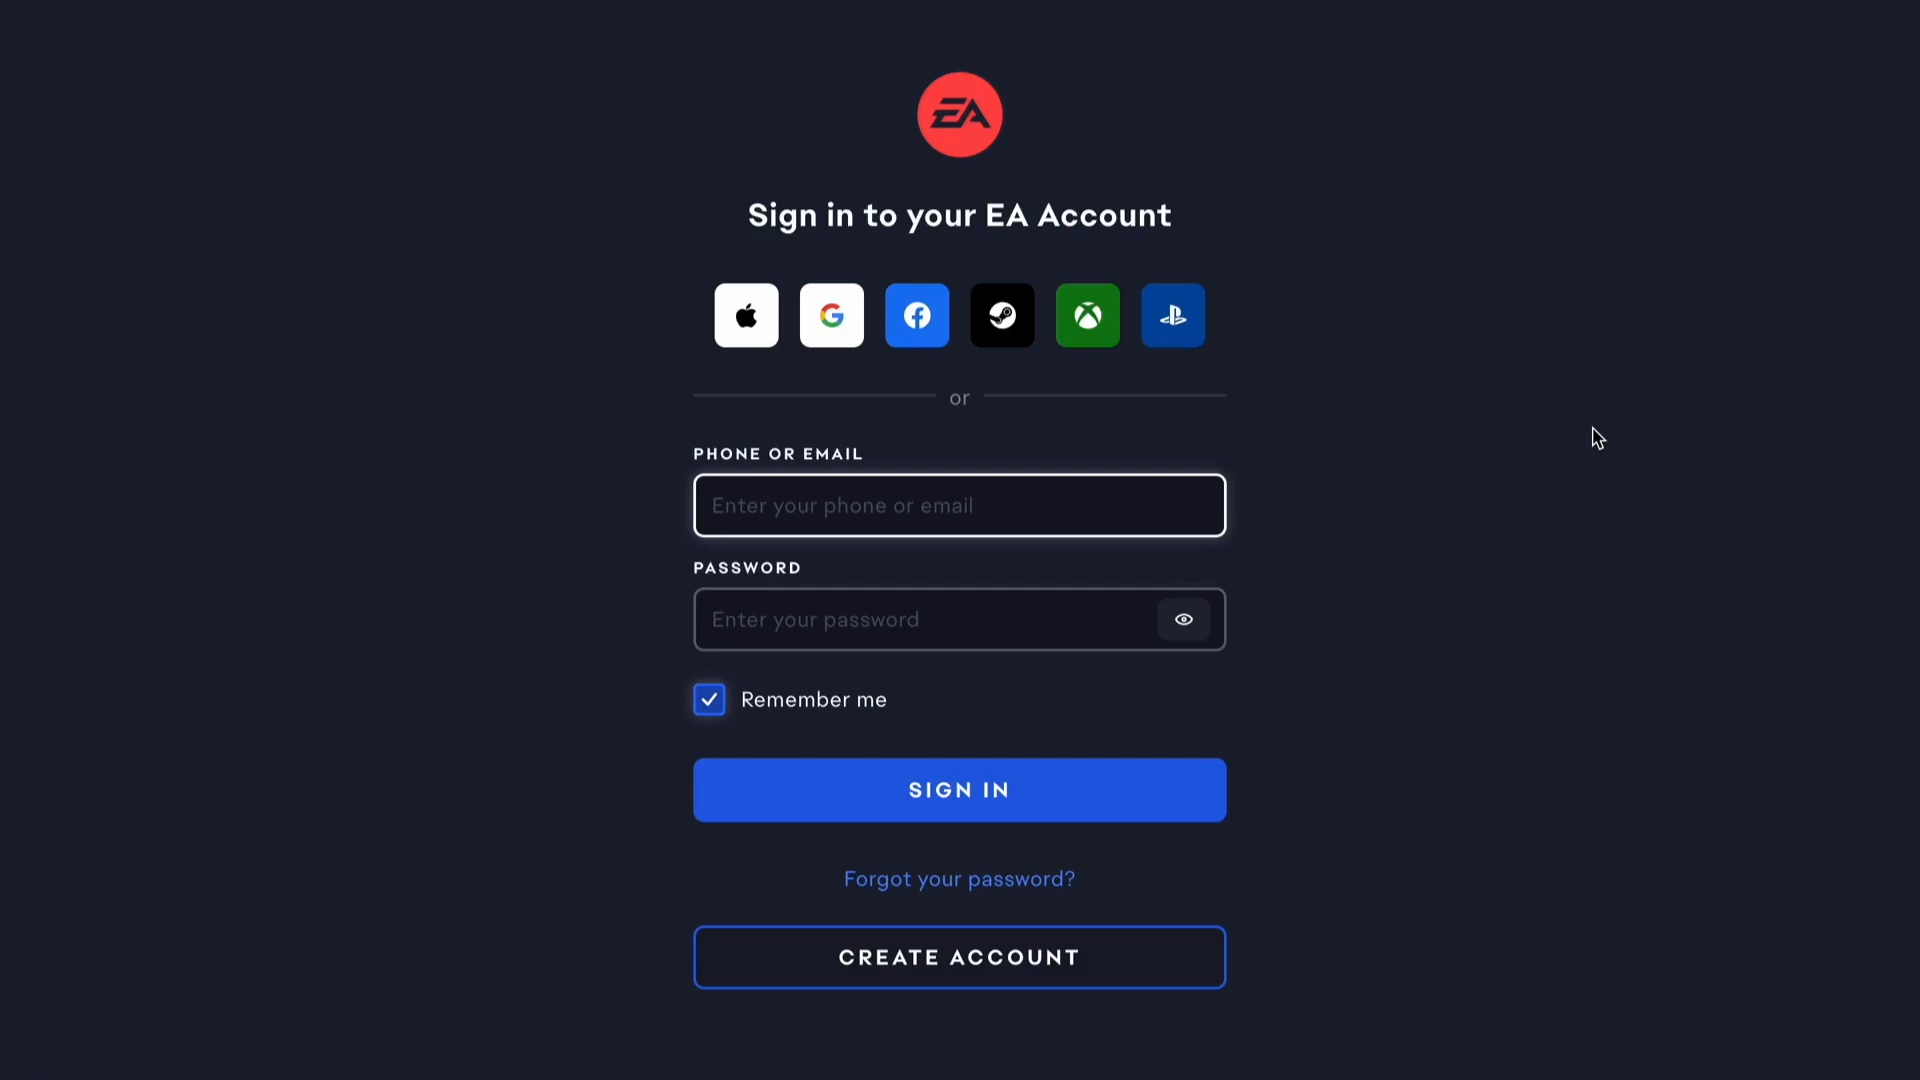 EA
Sign in to your EA Account
or
PHONE OR EMAIL
Enter your phone or email
PASSWORD
Enter your password
Remember me
SIGN IN
Forgot your password?
CREATE ACCOUNT